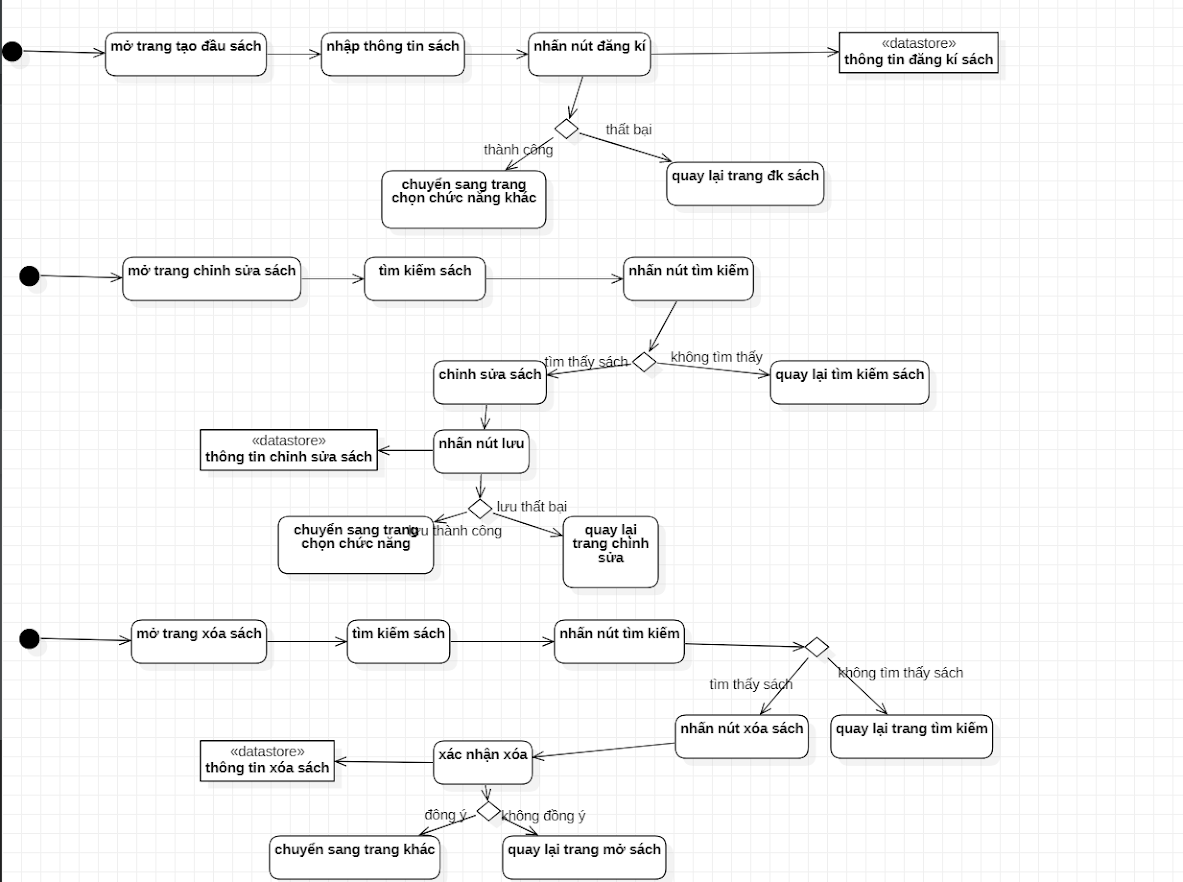 mở trang tạo đầu sách
nhập thông tin sách
nhấn nút đăng kí
«datastore»
thông tin đăng kí sách
thất bại
thành công
chuyển sang trang
chọn chức năng khác
quay lại trang đk sách
mở trang chỉnh sửa sách
tìm kiếm sách
nhấn nút tìm kiếm
tìm thấy sách
không tìm thấy
chỉnh sửa sách
quay lại tìm kiếm sách
«datastore»
thông tin chỉnh sửa sách
nhấn nút lưu
lưu thất bại
lưu thành công
chuyển sang trang
chọn chức năng
quay lại
trang chỉnh
sửa
mở trang xóa sách
tìm kiếm sách
nhấn nút tìm kiếm
không tìm thấy sách
tìm thấy sách
nhấn nút xóa sách
quay lại trang tìm kiếm
«datastore»
thông tin xóa sách
xác nhận xóa
đồng ý
không đồng ý
chuyển sang trang khác
quay lại trang mở sách